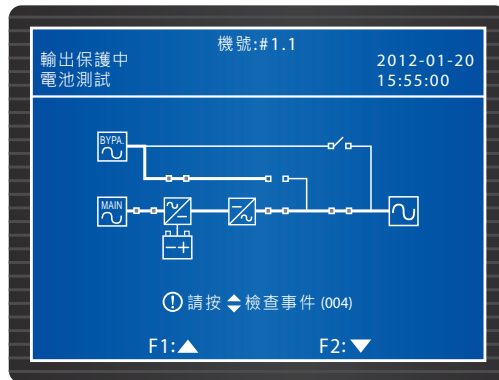 機號:#1.1
輸出保護中
2012-01-20
電池測試
15:55:00
BYPA.
MAIN
請按 檢查事件 (004)
F1:
F2: